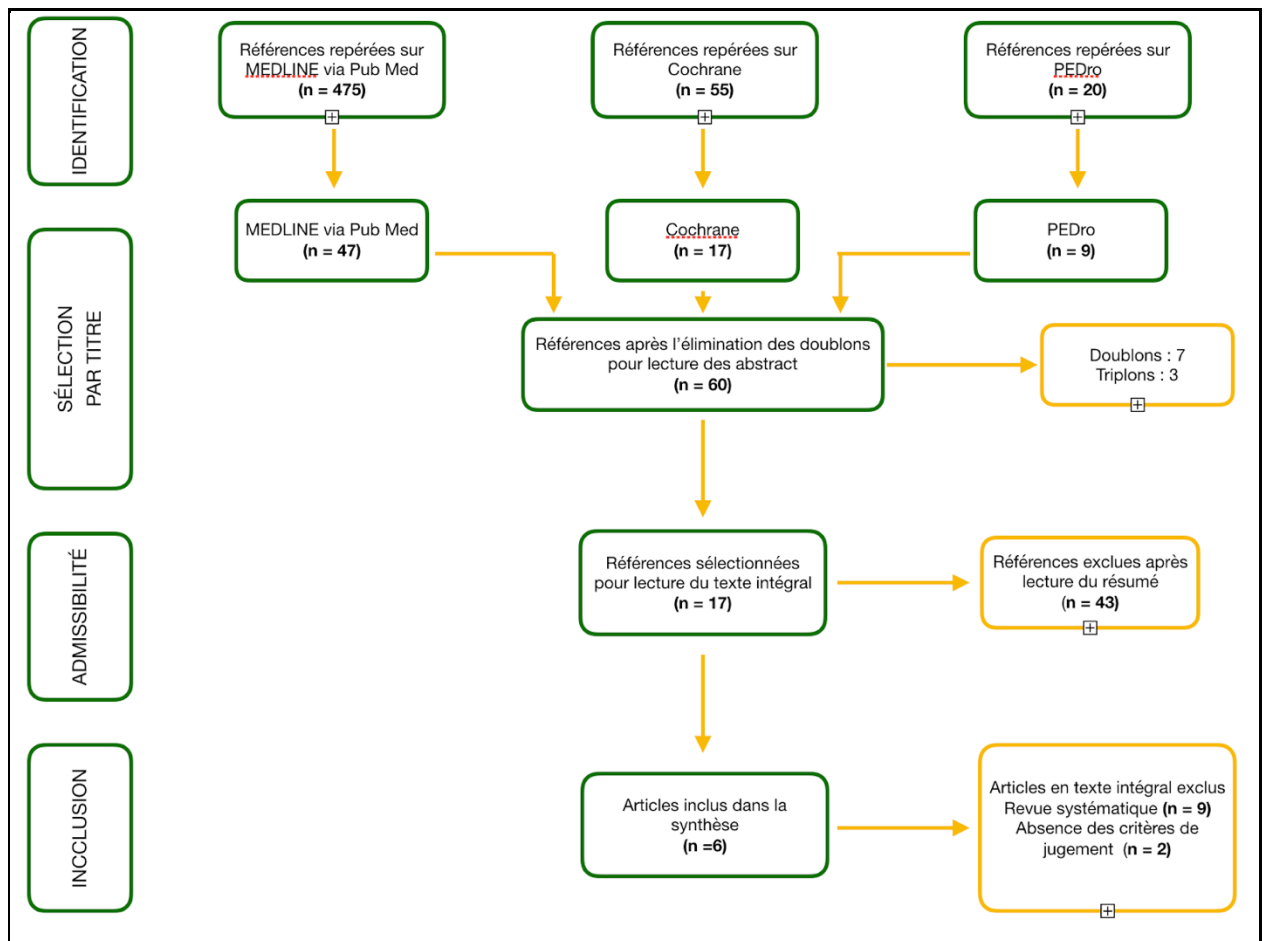 IDENTIFICATION
Références repérées sur
MEDLINE via Pub Med
(n = 475)
Références repérées sur
Cochrane
(n = 55)
Références repérées sur
PEDro
(n = 20)
SÉLECTION
PAR TITRE
MEDLINE via Pub Med
(n = 47)
Cochrane
(n = 17)
PEDro
(n = 9)
Références après l'élimination des doublons
pour lecture des abstract
(n = 60)
Doublons : 7
Triplons : 3
ADMISSIBILITÉ
Références sélectionnées
pour lecture du texte intégral
(n = 17)
Références exclues après
lecture du résumé
(n = 43)
INCCLUSION
Articles inclus dans la
synthèse
(n =6)
Articles en texte intégral exclus
Revue systématique (n = 9)
Absence des critères de
jugement (n = 2)